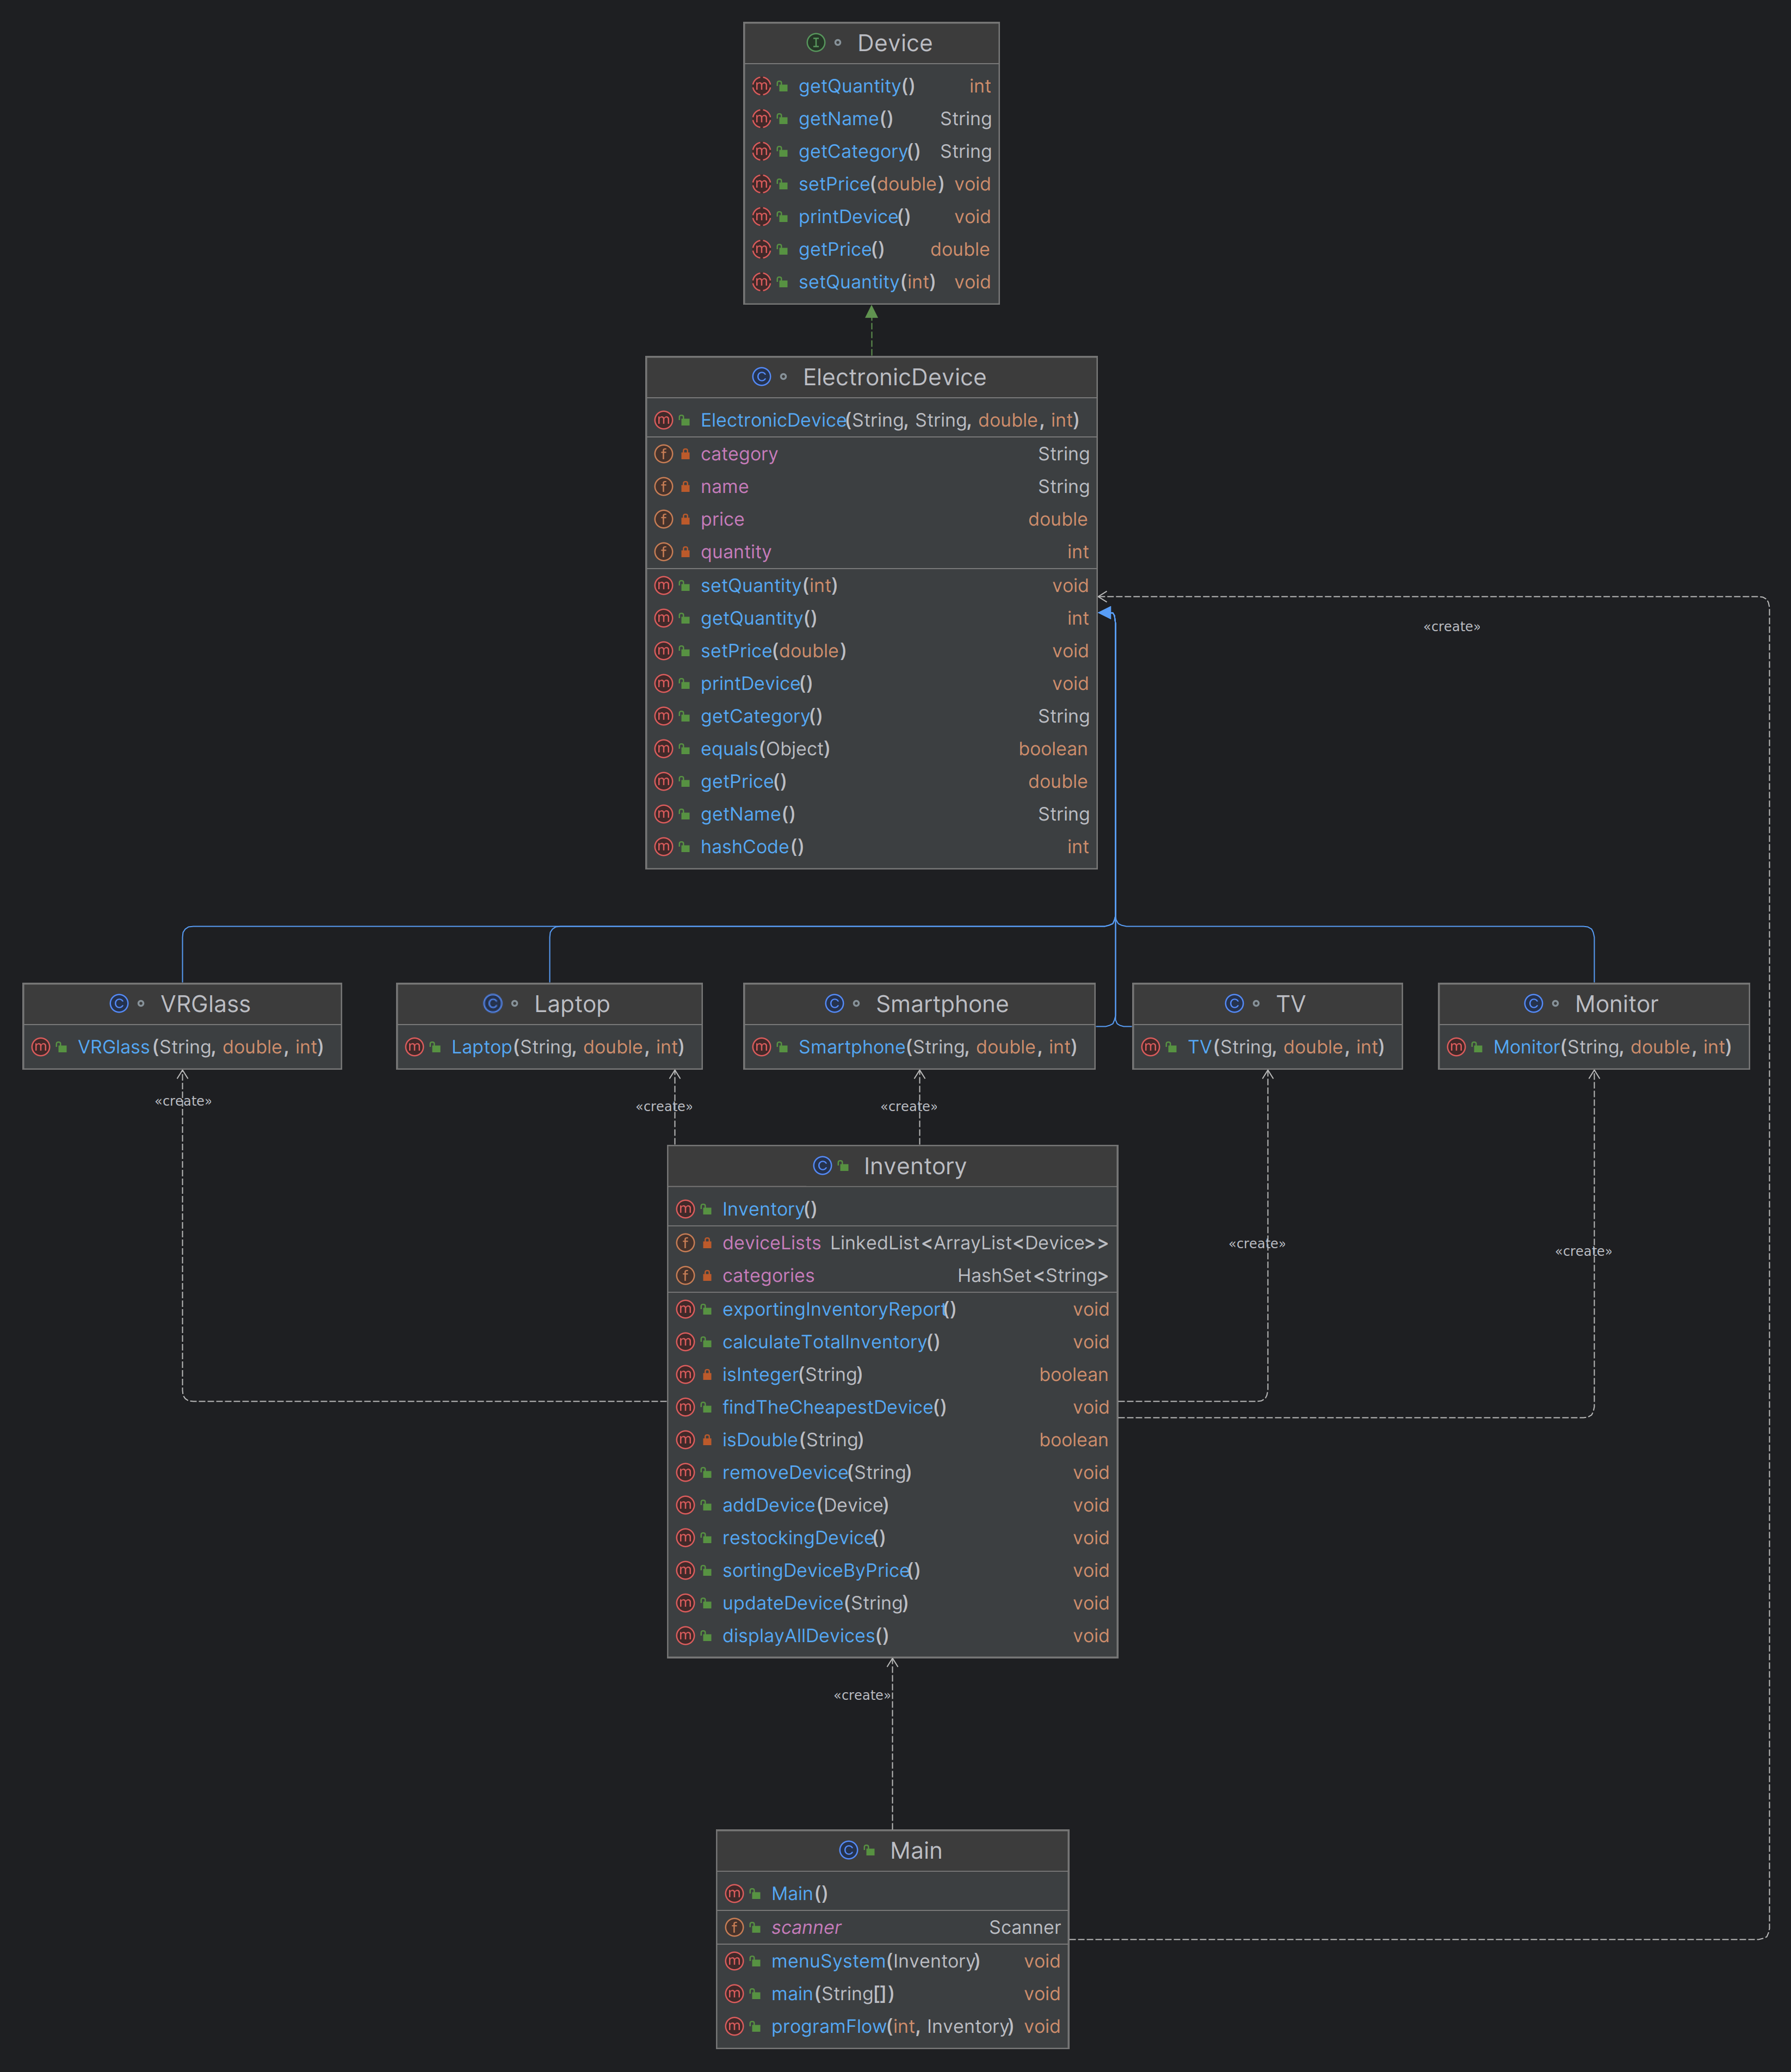 Device
getQuantity() int
getName() String
getCategory() String
setPrice(double) void
printDevice() void
getPrice() double
setQuantity(int) void
ElectronicDevice
ElectronicDevice(String, String, double, int)
category String
name String
price double
quantity int
setQuantity(int) void
getQuantity() int
setPrice(double) void
printDevice() void
getCategory() String
equals(Object) boolean
getPrice() double
getName() String
hashCode() int
«create»
VRGlass
VRGlass(String, double, int)
Laptop
Laptop(String, double, int)
Smartphone
Smartphone(String, double, int)
TV
TV(String, double, int)
Monitor
Monitor(String, double, int)
«create»
«create»
«create»
«create»
«create»
Inventory
Inventory()
deviceLists LinkedList<ArrayList<Device>>
categories HashSet<String>
exportingInventoryReport() void
calculateTotalInventory() void
isInteger(String) boolean
findTheCheapestDevice() void
isDouble(String) boolean
removeDevice(String) void
addDevice(Device) void
restockingDevice() void
sortingDeviceByPrice() void
updateDevice(String) void
displayAllDevices() void
«create»
Main
Main()
scanner Scanner
menuSystem(Inventory) void
main(String[]) void
programFlow(int, Inventory) void